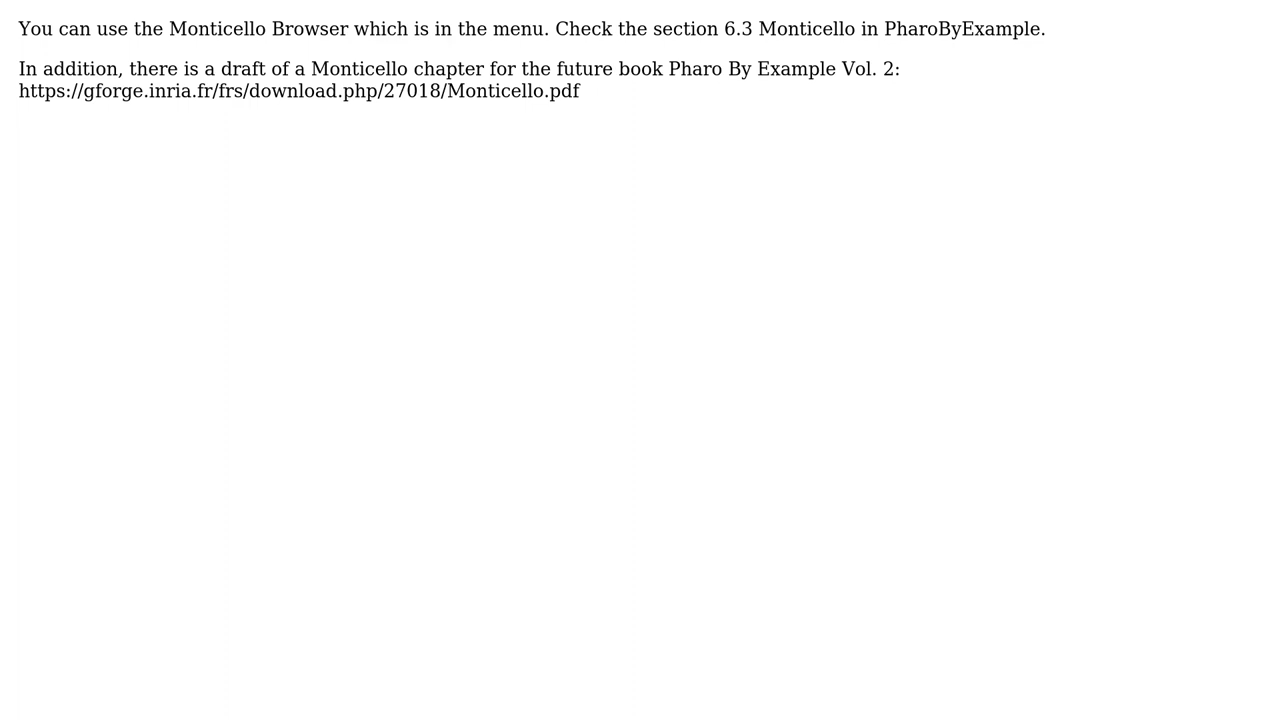 You can use the Monticello Browser which is in the menu. Check the section 6.3 Monticello in PharoByExample.
In addition, there is a draft of a Monticello chapter for the future book Pharo By Example Vol. 2:
https://gforge.inria.fr/frs/download.php/27018/Monticello.pdf